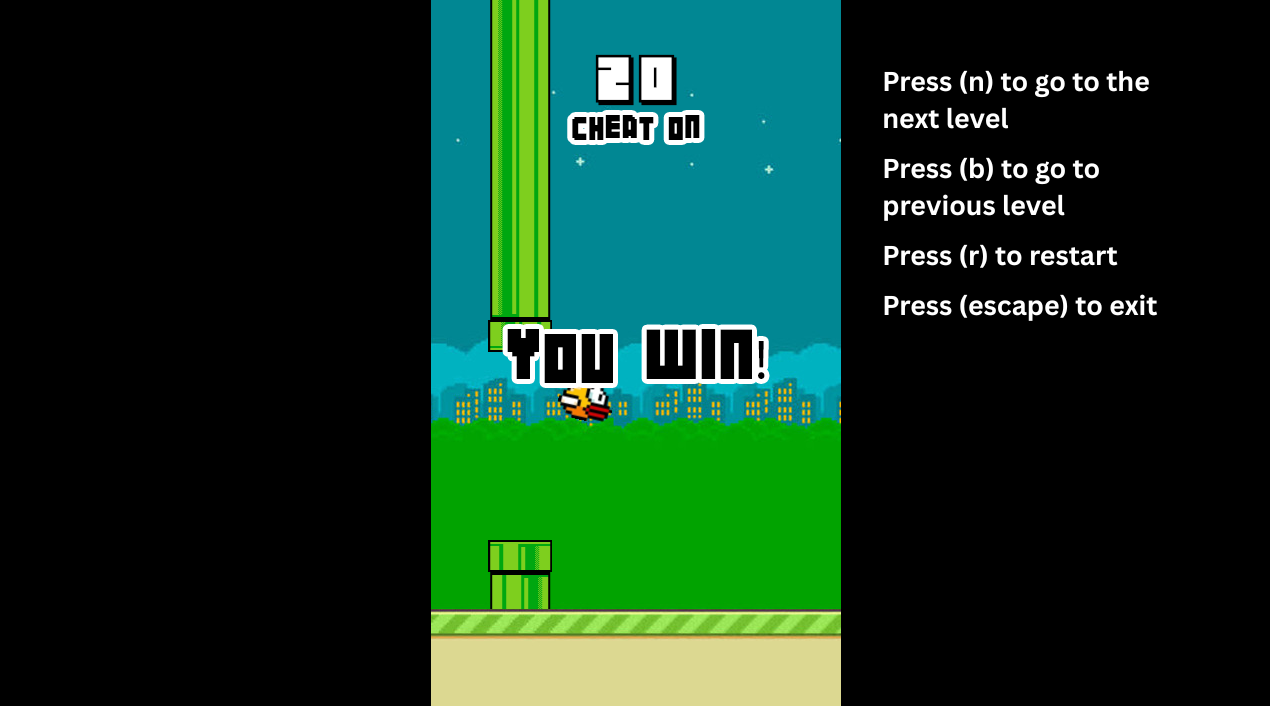 20
CHEAT ON
YOU WIN!
Press (n) to go to the
next level
Press (b) to go to
previous level
Press (r) to restart
Press (escape) to exit